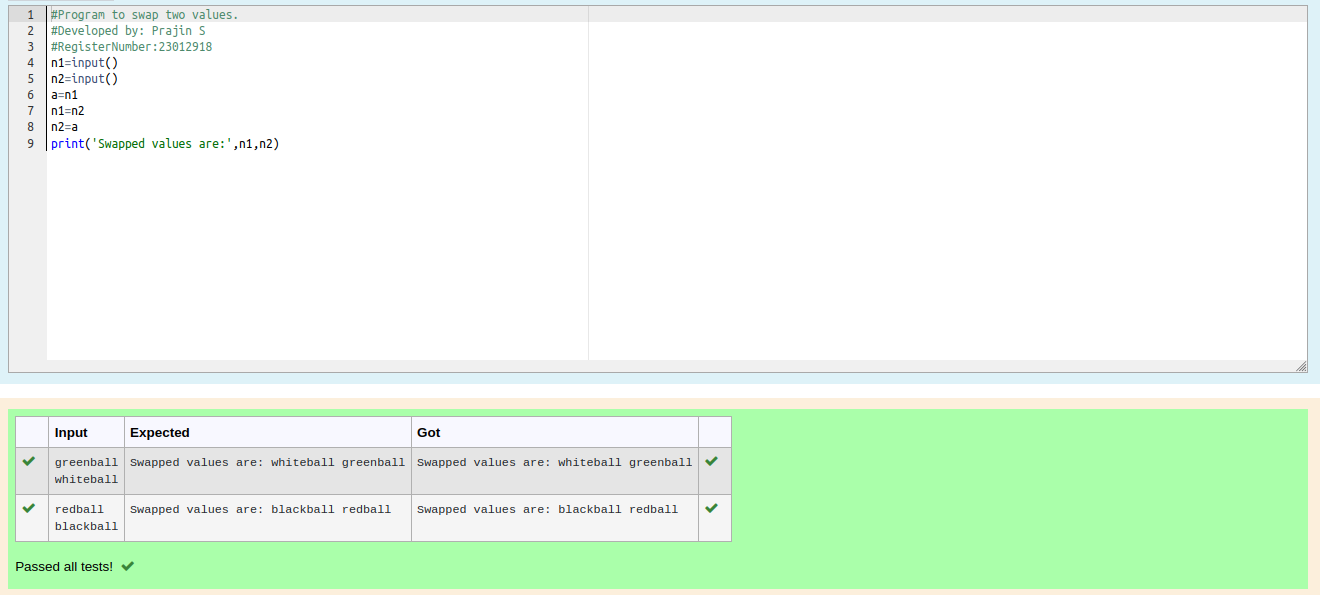 1 #Program to swap two values.
2 #Developed by: Prajin S
3 #RegisterNumber:23012918
4 n1=input()
5 n2=input()
6 a=n1
7 n1=n2
8 n2=a
9 print('Swapped values are:',n1,n2)
Input Expected Got
greenball Swapped values are: whiteball greenball Swapped values are: whiteball greenball
whiteball
redball Swapped values are: blackball redball Swapped values are: blackball redball
blackball
Passed all tests!